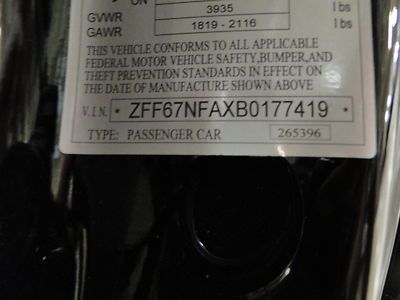 ON
GVWR 3935 lbs
GAWR 1819 - 2116 lbs
THIS VEHICLE CONFORMS TO ALL APPLICABLE
FEDERAL MOTOR VEHICLE SAFETY,BUMPER,AND
THEFT PREVENTION STANDARDS IN EFFECT ON
THE DATE OF MANUFACTURE SHOWN ABOVE
V.I.N. * ZFF67NFAXB0177419 *
TYPE: PASSENGER CAR 265396